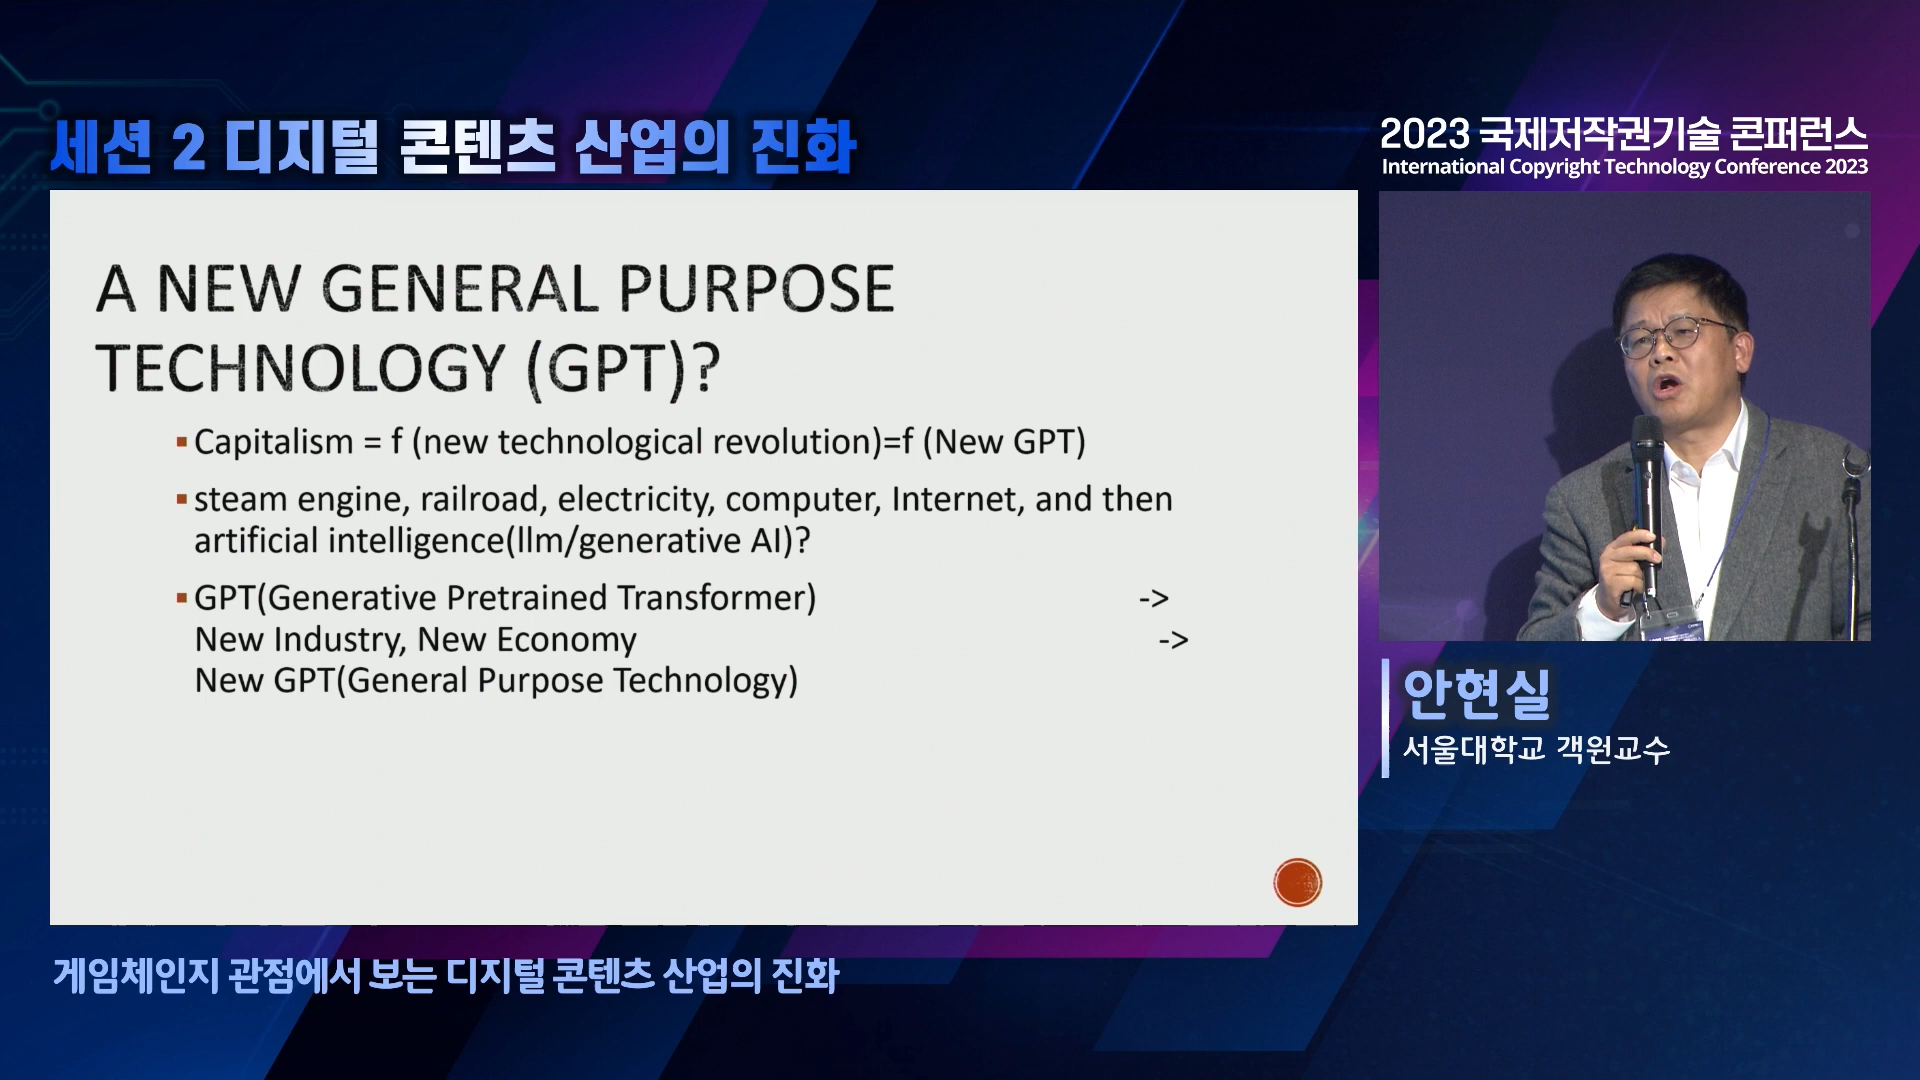 세션 2 디지털 콘텐츠 산업의 진화
2023 국제저작권기술 콘퍼런스
International Copyright Technology Conference 2023
A NEW GENERAL PURPOSE
TECHNOLOGY (GPT)?
▪ Capitalism = f (new technological revolution)=f (New GPT)
▪ steam engine, railroad, electricity, computer, Internet, and then
artificial intelligence(llm/generative AI)?
▪ GPT(Generative Pretrained Transformer) ->
New Industry, New Economy ->
New GPT(General Purpose Technology)
안현실
서울대학교 객원교수
게임체인지 관점에서 보는 디지털 콘텐츠 산업의 진화